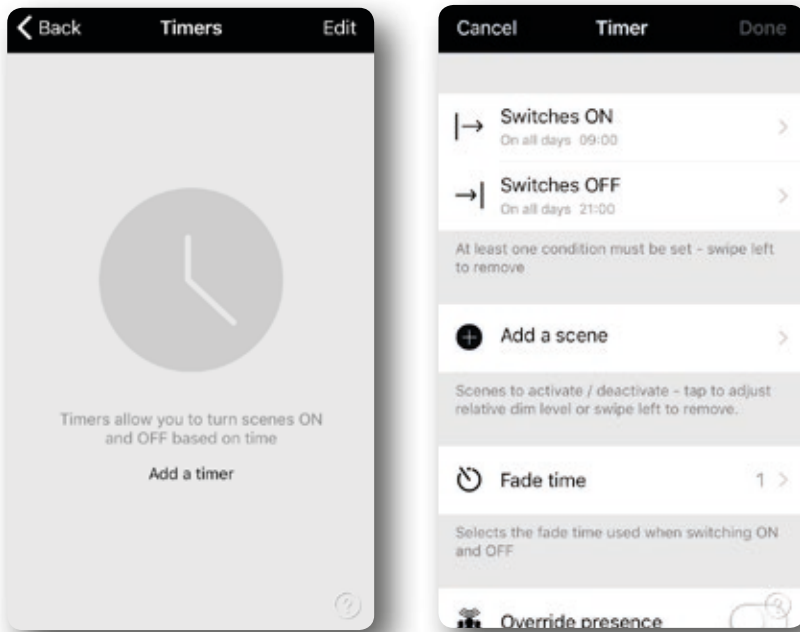 Back Timers Edit
Timers allow you to turn scenes ON
and OFF based on time
Add a timer
?
Cancel Timer Done
Switches ON
On all days 09:00
Switches OFF
On all days 21:00
At least one condition must be set - swipe left
to remove
Add a scene
Scenes to activate / deactivate - tap to adjust
relative dim level or swipe left to remove.
Fade time 1
Selects the fade time used when switching ON
and OFF
Override presence
?